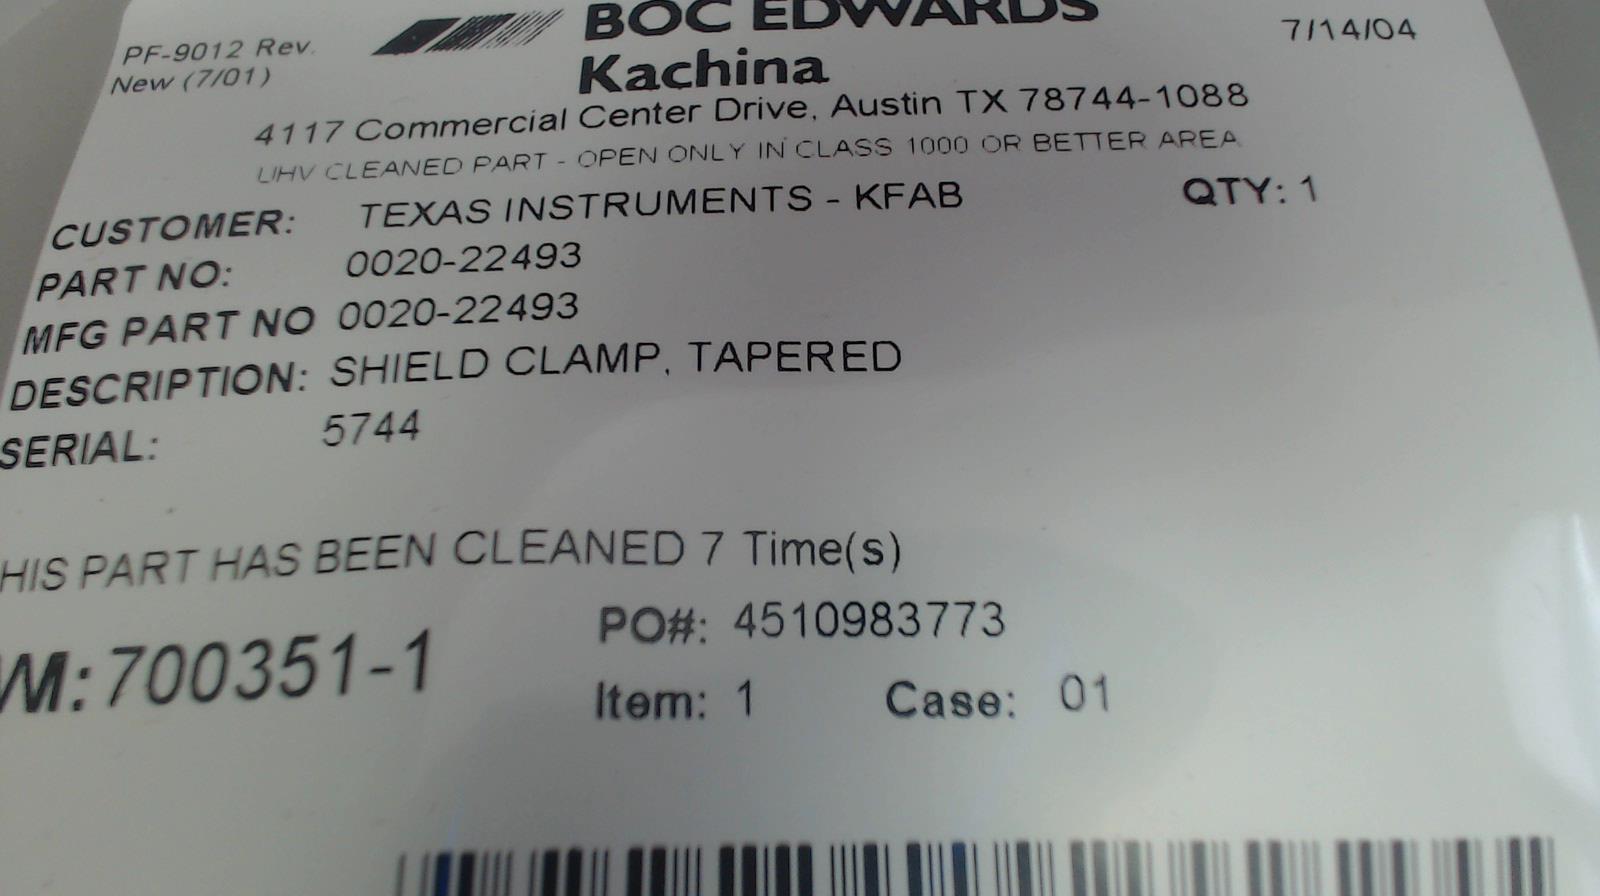 PF-9012 Rev.
New (7/01)
BOC EDWARDS
Kachina
7/14/04
4117 Commercial Center Drive, Austin TX 78744-1088
UHV CLEANED PART - OPEN ONLY IN CLASS 1000 OR BETTER AREA
CUSTOMER: TEXAS INSTRUMENTS - KFAB QTY: 1
PART NO: 0020-22493
MFG PART NO 0020-22493
DESCRIPTION: SHIELD CLAMP, TAPERED
SERIAL: 5744
HIS PART HAS BEEN CLEANED 7 Time(s)
PO#: 4510983773
M: 700351-1
Item: 1 Case: 01